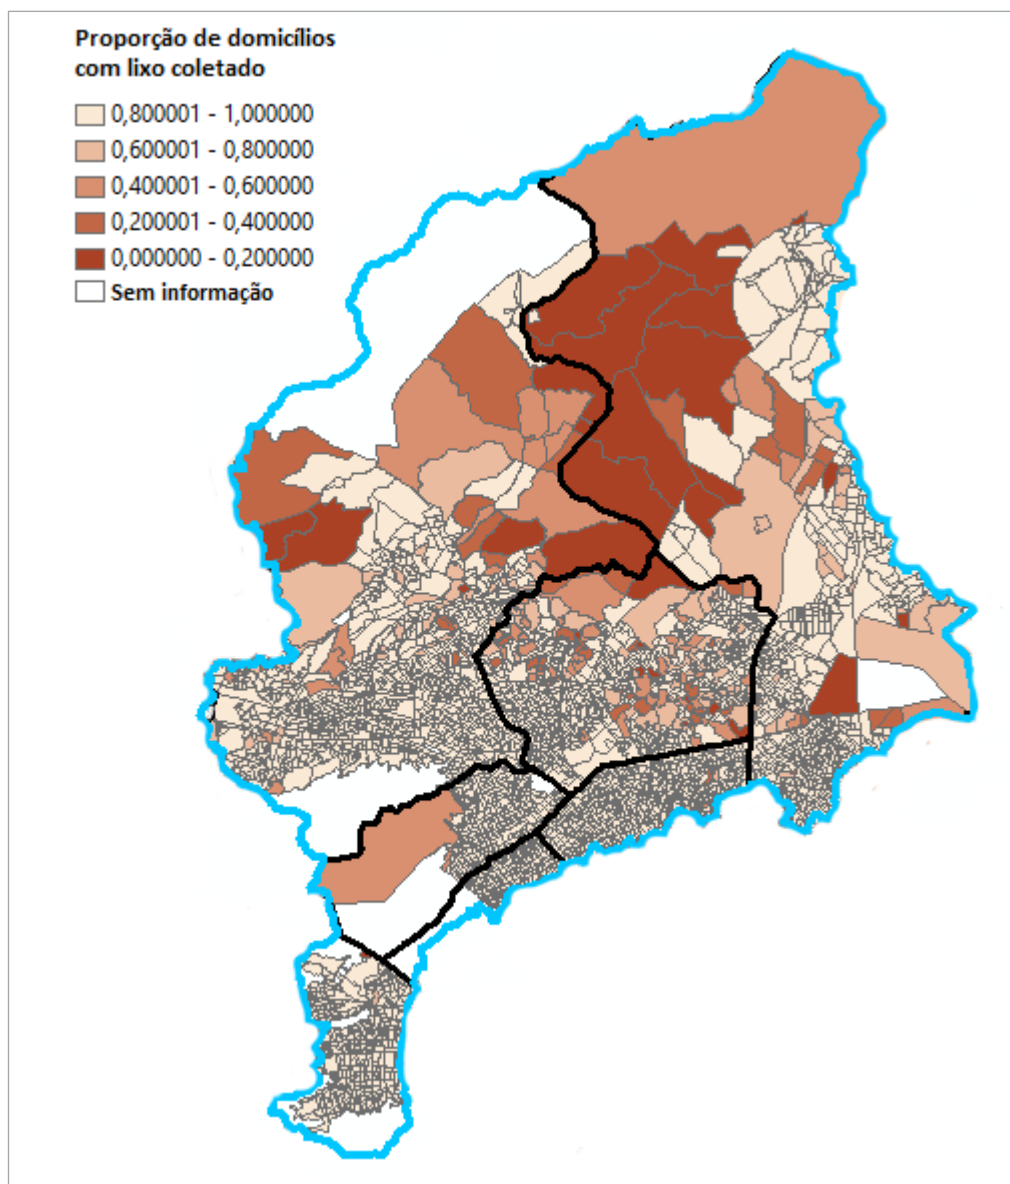 Proporção de domicílios
com lixo coletado
0,800001 - 1,000000
0,600001 - 0,800000
0,400001 - 0,600000
0,200001 - 0,400000
0,000000 - 0,200000
Sem informação